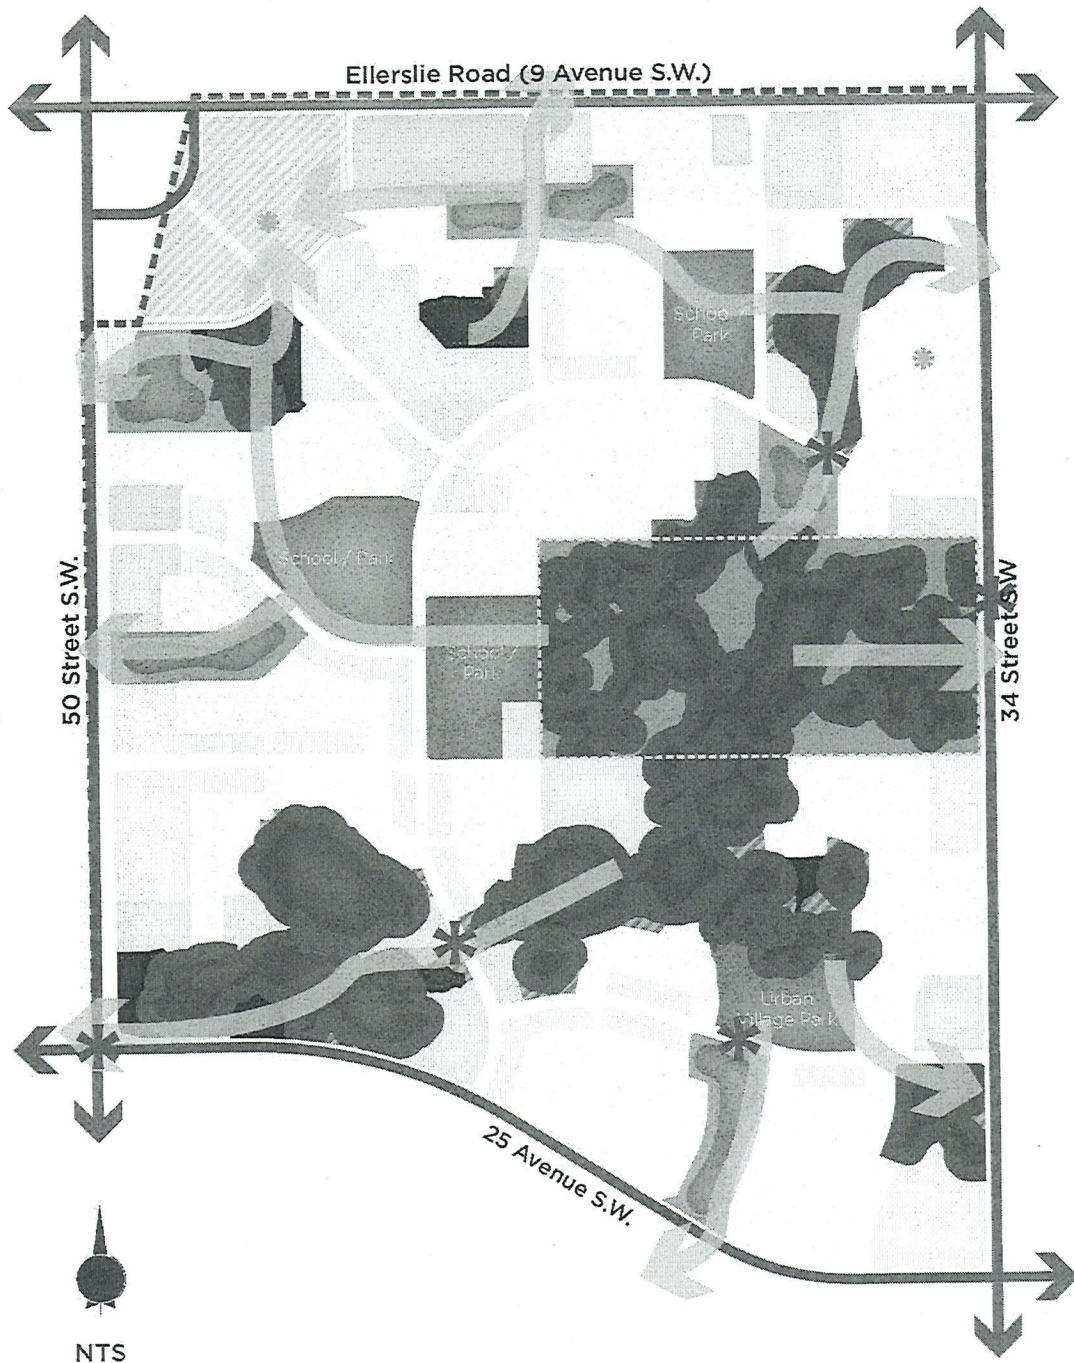 Ellerslie Road (9 Avenue S.W.)
School
Park
School / Park
50 Street S.W.
34 Street S.W
School /
Park
Urban
Village Park
25 Avenue S.W.
NTS